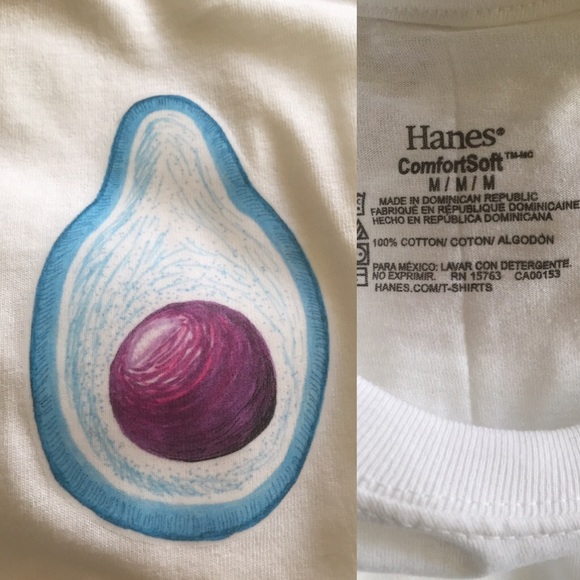 Hanes®
ComfortSoft™-MC
M / M / M
MADE IN DOMINICAN REPUBLIC
FABRIQUÉ EN RÉPUBLIQUE DOMINICAINE
HECHO EN REPÚBLICA DOMINICANA
100% COTTON/ COTON/ ALGODÓN
PARA MÉXICO: LAVAR CON DETERGENTE.
NO EXPRIMIR. RN 15763 CA00153
HANES.COM/T-SHIRTS